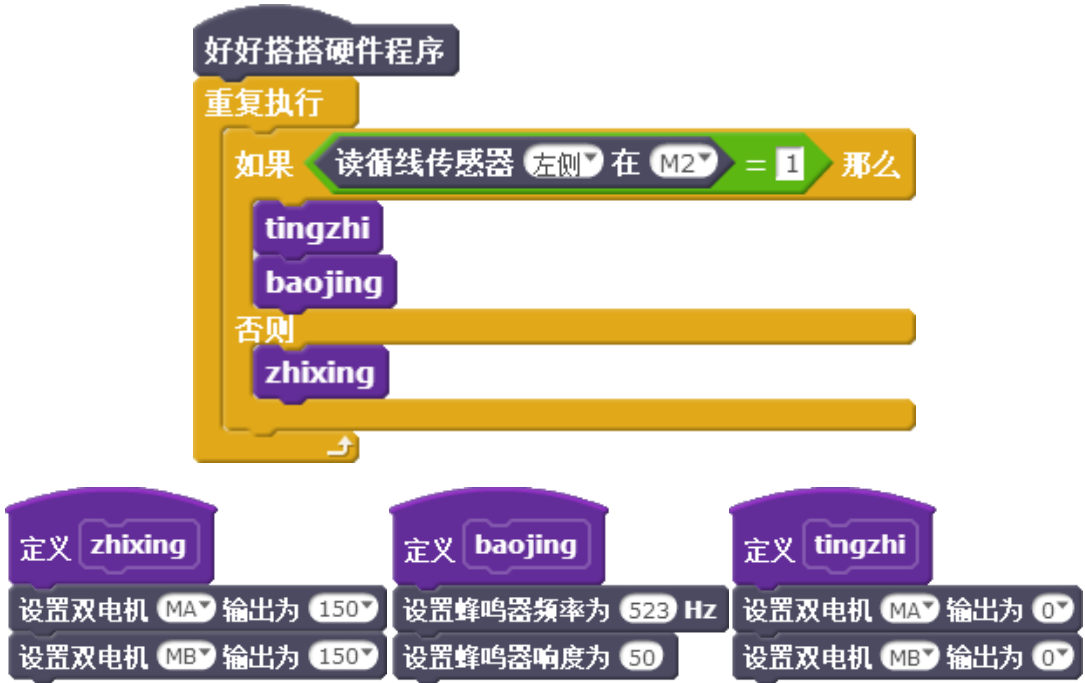 好好搭搭硬件程序
重复执行
如果 读循线传感器 左侧 在 M2 = 1 那么
tingzhi
baojing
否则
zhixing
定义 zhixing
设置双电机 MA 输出为 150
设置双电机 MB 输出为 150
定义 baojing
设置蜂鸣器频率为 523 Hz
设置蜂鸣器响度为 50
定义 tingzhi
设置双电机 MA 输出为 0
设置双电机 MB 输出为 0